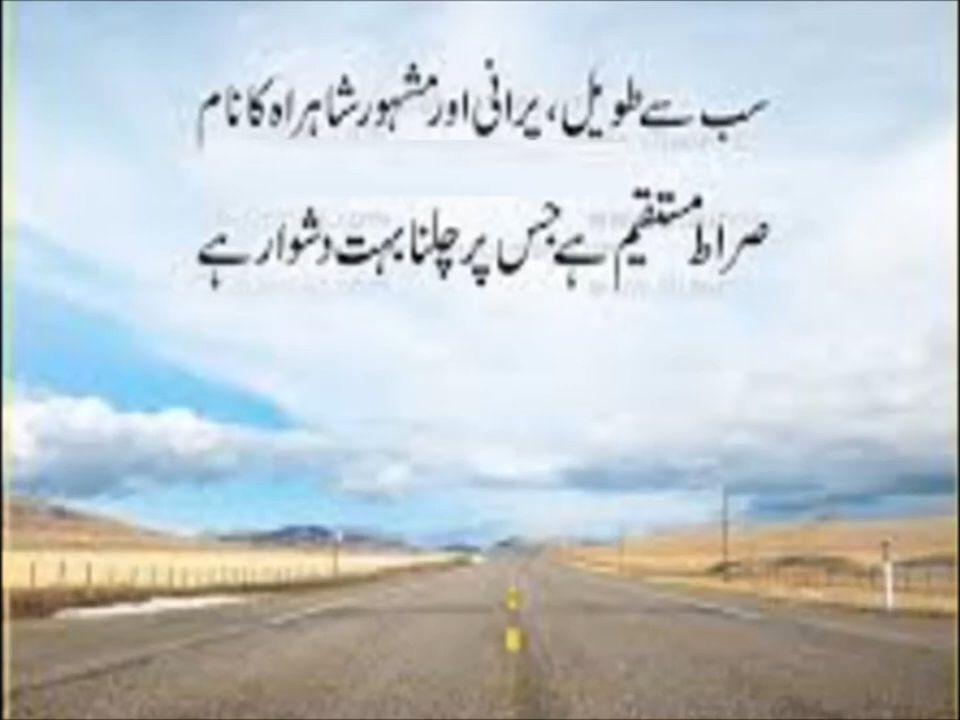 سب سے طویل، پرانی اور مشہور شاہراہ کا نام
صراط مستقیم ہے جس پر چلنا بہت دشوار ہے